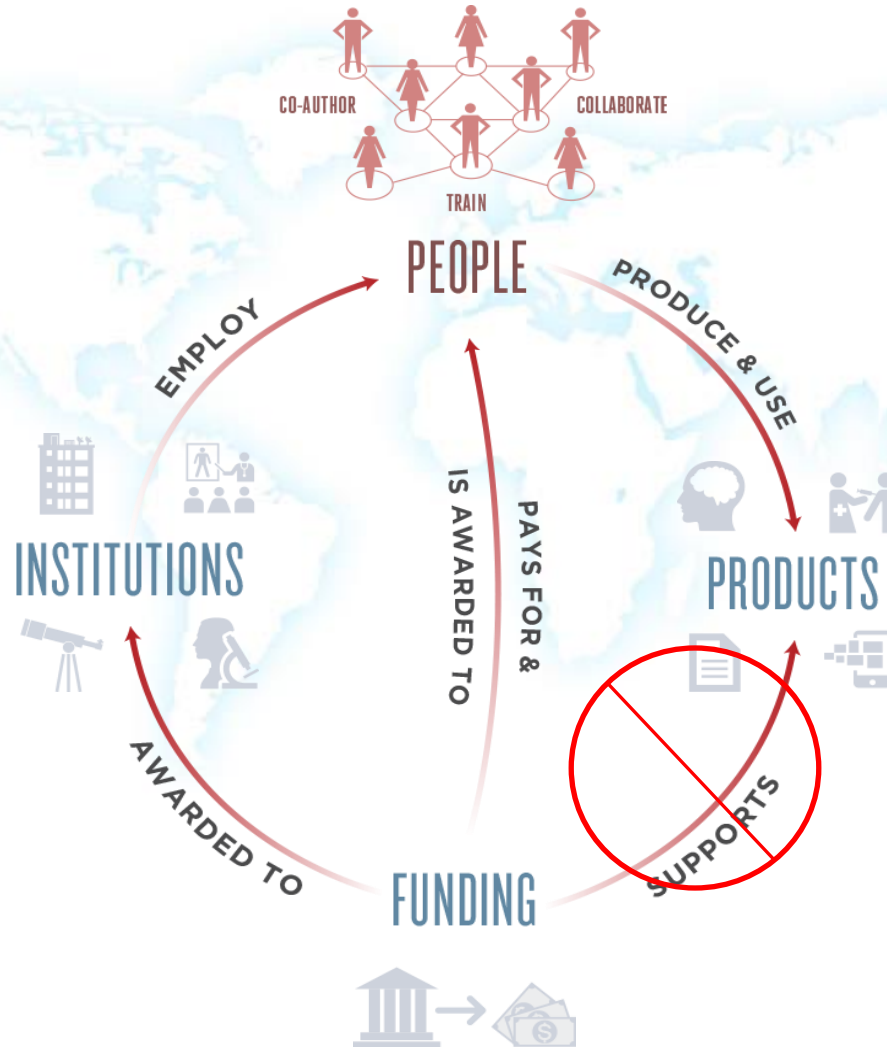 CO-AUTHOR
COLLABORATE
TRAIN
PEOPLE
EMPLOY
PRODUCE & USE
IS AWARDED TO
PAYS FOR &
INSTITUTIONS
PRODUCTS
AWARDED TO
SUPPORTS
FUNDING
$